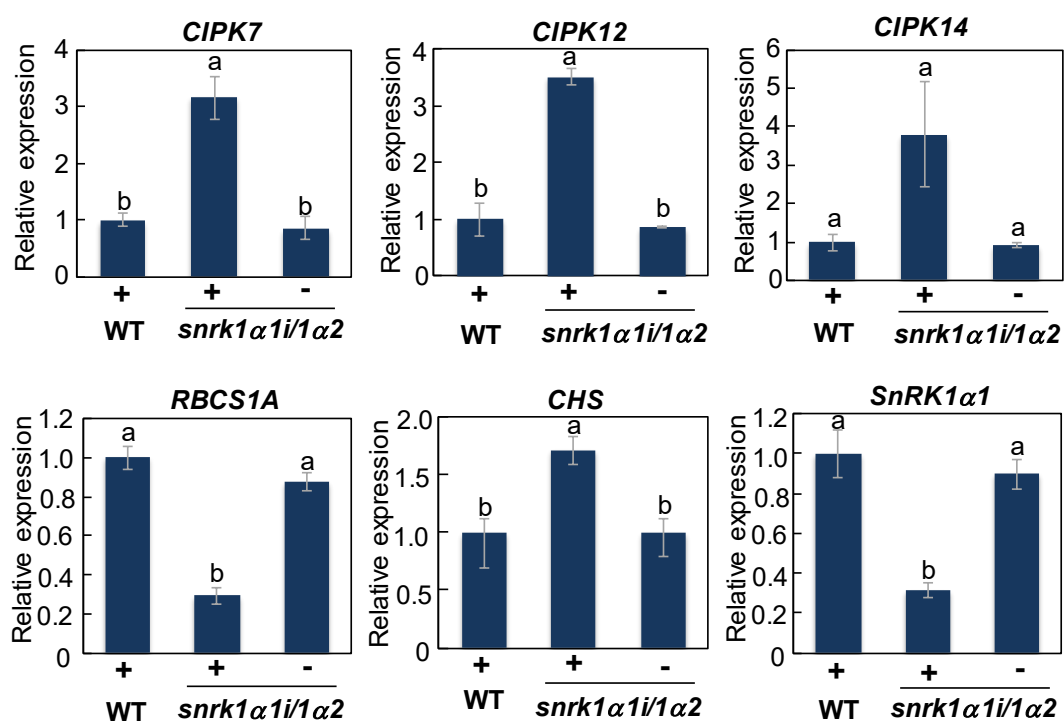 CIPK7
Relative expression
4
3
2
1
0
b
a
b
+ + -
WT snrk1α1i/1α2
CIPK12
Relative expression
4
3
2
1
0
b
a
b
+ + -
WT snrk1α1i/1α2
CIPK14
Relative expression
6
5
4
3
2
1
0
a
a
a
+ + -
WT snrk1α1i/1α2
RBCS1A
Relative expression
1.2
1.0
0.8
0.6
0.4
0.2
0
a
b
a
+ + -
WT snrk1α1i/1α2
CHS
Relative expression
2.0
1.5
1.0
0.5
0
b
a
b
+ + -
WT snrk1α1i/1α2
SnRK1α1
Relative expression
1.2
1.0
0.8
0.6
0.4
0.2
0
a
b
a
+ + -
WT snrk1α1i/1α2